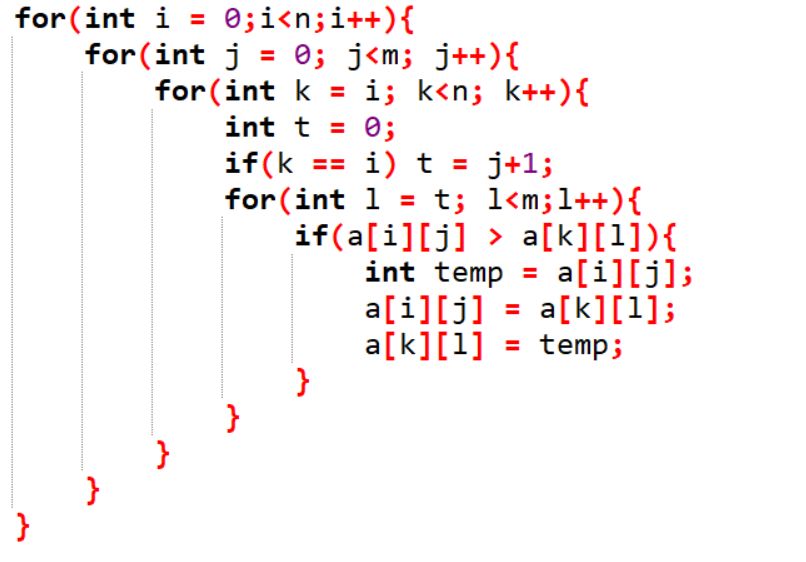 for(int i = 0;i<n;i++){
for(int j = 0; j<m; j++){
for(int k = i; k<n; k++){
int t = 0;
if(k == i) t = j+1;
for(int l = t; l<m;l++){
if(a[i][j] > a[k][l]){
int temp = a[i][j];
a[i][j] = a[k][l];
a[k][l] = temp;
}
}
}
}
}